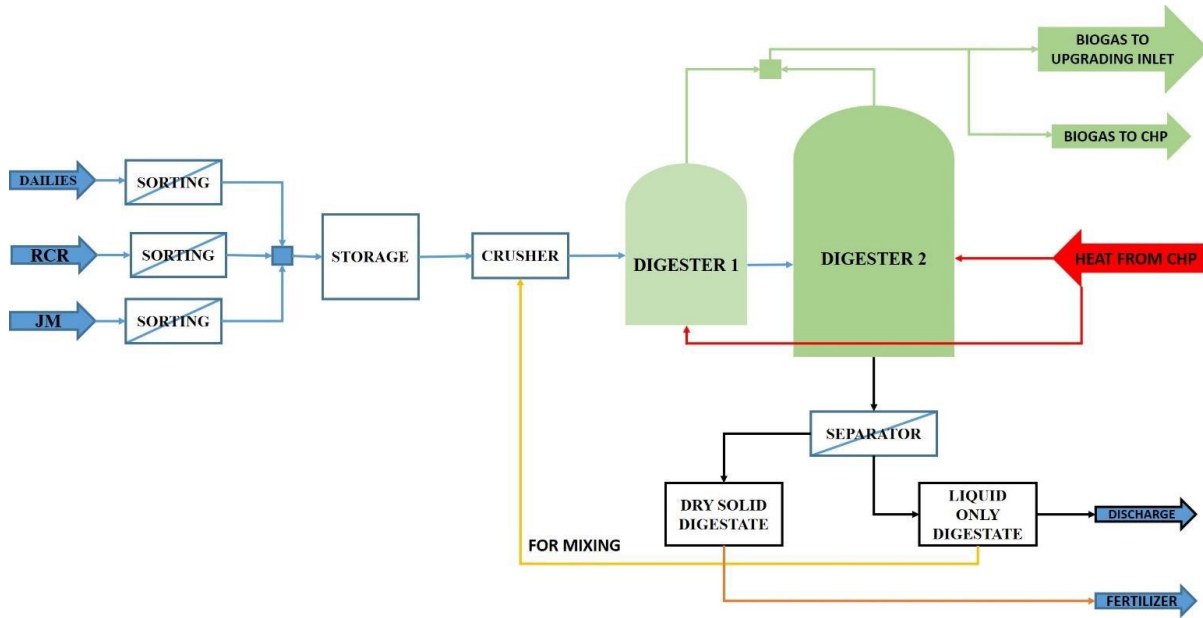 BIOGAS TO
UPGRADING INLET
BIOGAS TO CHP
DAILIES
SORTING
RCR
SORTING
STORAGE
CRUSHER
DIGESTER 1
DIGESTER 2
HEAT FROM CHP
JM
SORTING
SEPARATOR
DRY SOLID
DIGESTATE
LIQUID
ONLY
DIGESTATE
DISCHARGE
FOR MIXING
FERTILIZER